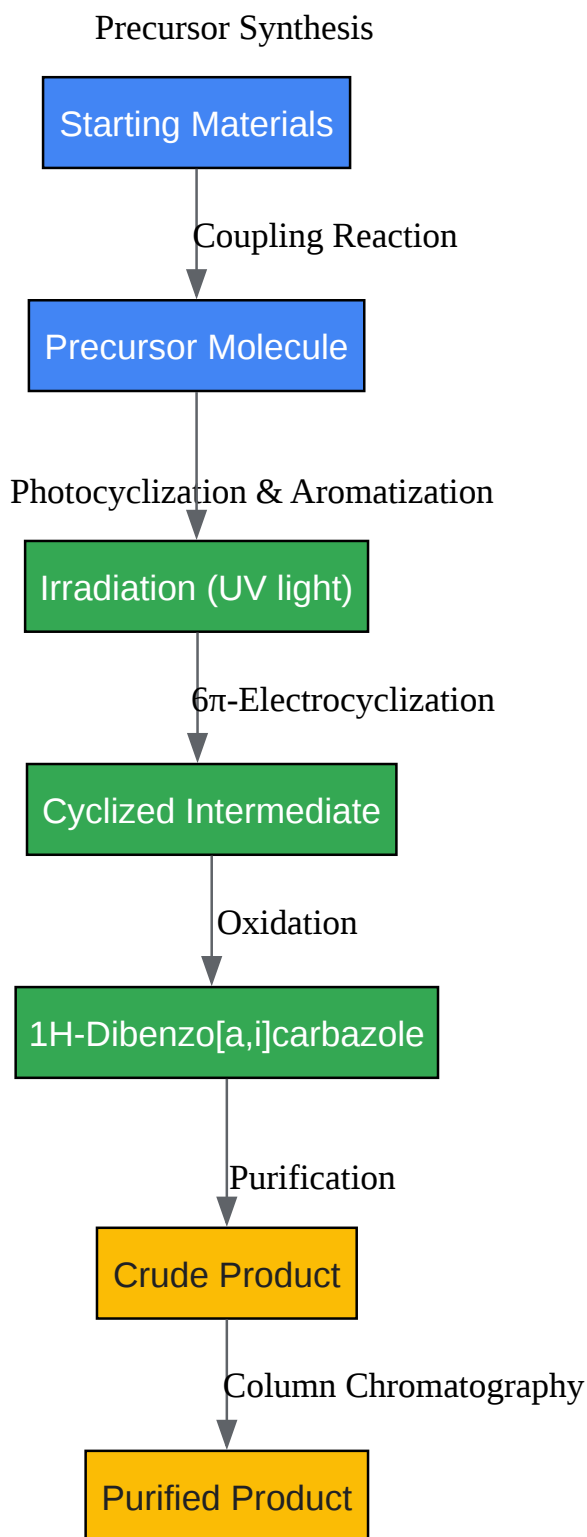 Precursor Synthesis
Starting Materials
Coupling Reaction
Precursor Molecule
Photocyclization & Aromatization
Irradiation (UV light)
6π-Electrocyclization
Cyclized Intermediate
Oxidation
1H-Dibenzo[a,i]carbazole
Purification
Crude Product
Column Chromatography
Purified Product